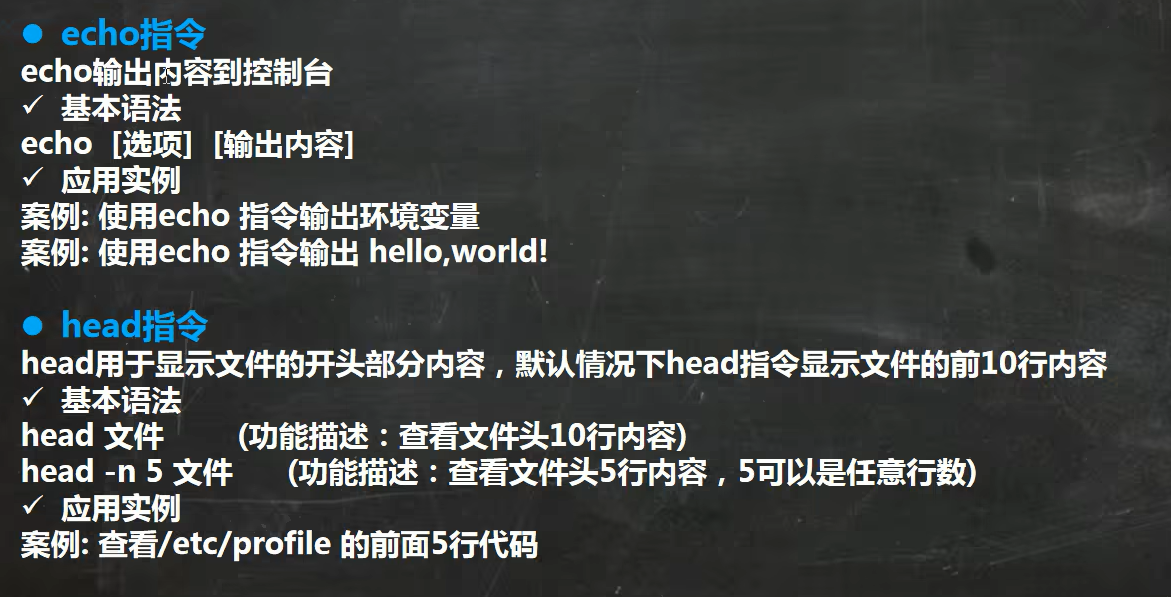 ● echo指令
echo输出内容到控制台
✓ 基本语法
echo [选项] [输出内容]
✓ 应用实例
案例: 使用echo 指令输出环境变量
案例: 使用echo 指令输出 hello,world!
● head指令
head用于显示文件的开头部分内容，默认情况下head指令显示文件的前10行内容
✓ 基本语法
head 文件 (功能描述：查看文件头10行内容)
head -n 5 文件 (功能描述：查看文件头5行内容，5可以是任意行数)
✓ 应用实例
案例: 查看/etc/profile 的前面5行代码